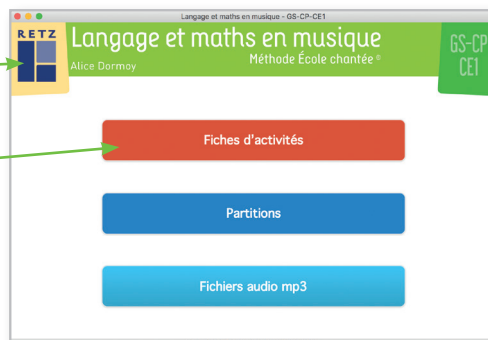 Langage et maths en musique - GS-CP-CE1
RETZ
Langage et maths en musique
Méthode École chantée®
Alice Dormoy
GS-CP
CE1
Fiches d'activités
Partitions
Fichiers audio mp3